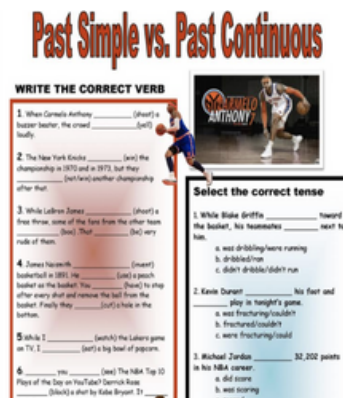 Past Simple vs. Past Continuous
WRITE THE CORRECT VERB
1. When Carmelo Anthony ________ (shoot) a
buzzer beater, the crowd ________(yell)
loudly.
2. The New York Knicks ________ (win) the
championship in 1970 and in 1973, but they
________ (not/win) another championship
after that.
3. While LeBron James ________ (shoot) a
free throw, some of the fans from the other team
________ (boo). That ________ (be) very
rude of them.
4. James Naismith ________ (invent)
basketball in 1891. He ________ (use) a peach
basket as the basket. You ________ (have) to stop
after every shot and remove the ball from the
basket. Finally they ________(cut) a hole in the
bottom.
5.While I ________ (watch) the Lakers game
on TV, I ________ (eat) a big bowl of popcorn.
6. ________ you ________ (see) The NBA Top 10
Plays of the Day on YouTube? Derrick Rose
________ (block) a shot by Kobe Bryant. It ____
CARMELO
ANTHONY
Select the correct tense
1. While Blake Griffin ________ toward
the basket, his teammates ________ next to
him.
a. was dribbling/were running
b. dribbled/ran
c. didn't dribble/didn't run
2. Kevin Durant ________ his foot and
________ play in tonight's game.
a. was fracturing/couldn't
b. fractured/couldn't
c. were fracturing/could
3. Michael Jordan ________ 32,202 points
in his NBA career.
a. did score
b. was scoring